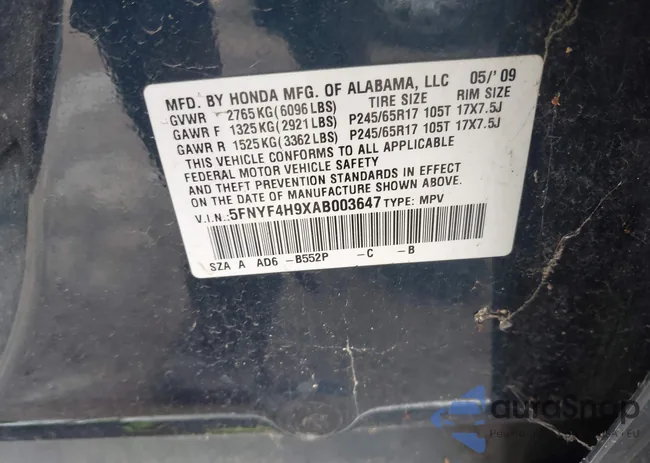 MFD. BY HONDA MFG. OF ALABAMA, LLC 05/'09
GVWR 2765KG(6096LBS) TIRE SIZE RIM SIZE
GAWR F 1325KG(2921LBS) P245/65R17 105T 17X7.5J
GAWR R 1525KG(3362LBS) P245/65R17 105T 17X7.5J
THIS VEHICLE CONFORMS TO ALL APPLICABLE
FEDERAL MOTOR VEHICLE SAFETY
AND THEFT PREVENTION STANDARDS IN EFFECT
ON DATE OF MANUFACTURE SHOWN ABOVE.
V.I.N.:5FNYF4H9XAB003647 TYPE: MPV
SZA A AD6 -B552P -C -B
autoSnap